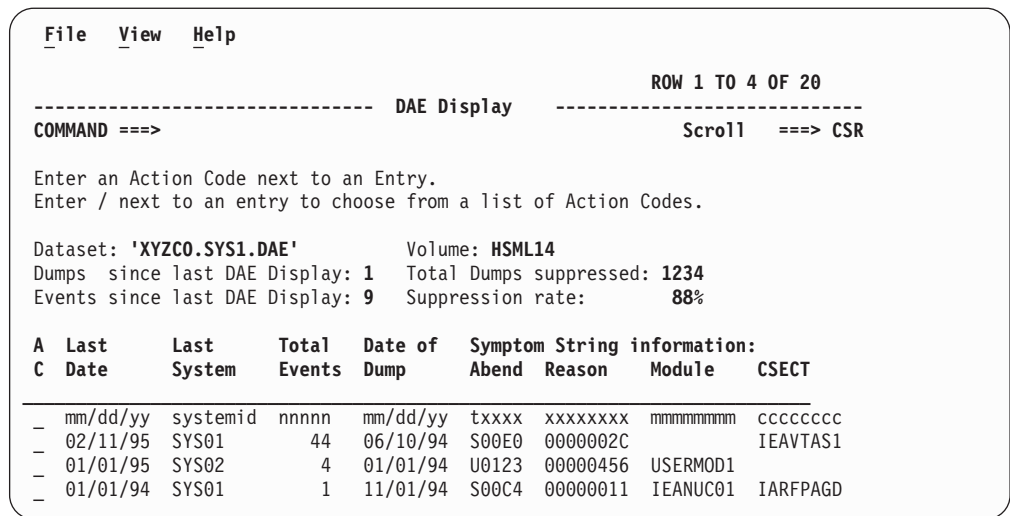 File View Help
ROW 1 TO 4 OF 20
------------------------------- DAE Display -----------------------------
COMMAND ===> Scroll ===> CSR
Enter an Action Code next to an Entry.
Enter / next to an entry to choose from a list of Action Codes.
Dataset: 'XYZCO.SYS1.DAE' Volume: HSML14
Dumps since last DAE Display: 1 Total Dumps suppressed: 1234
Events since last DAE Display: 9 Suppression rate: 88%
A Last Last Total Date of Symptom String information:
C Date System Events Dump Abend Reason Module CSECT
_ mm/dd/yy systemid nnnnn mm/dd/yy txxxx xxxxxxxx mmmmmmmm cccccccc
_ 02/11/95 SYS01 44 06/10/94 S00E0 0000002C IEAVTAS1
_ 01/01/95 SYS02 4 01/01/94 U0123 00000456 USERMOD1
_ 01/01/94 SYS01 1 11/01/94 S00C4 00000011 IEANUC01 IARFPAGD